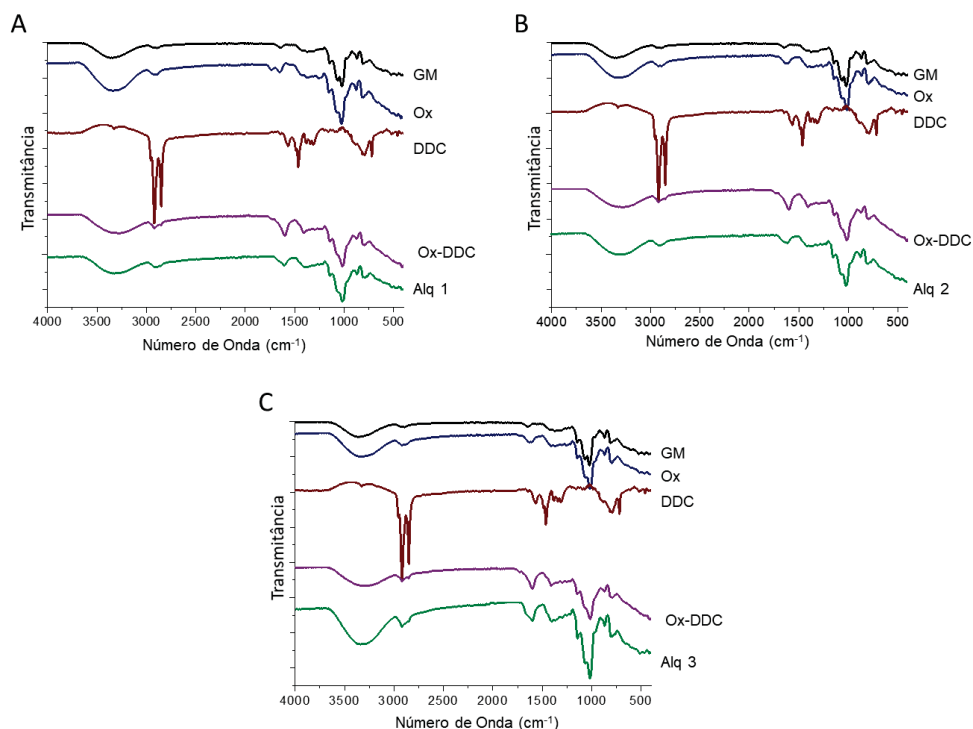 A
GM
Ox
DDC
Ox-DDC
Alq 1
Transmitância
4000 3500 3000 2500 2000 1500 1000 500
Número de Onda (cm⁻¹)
B
GM
Ox
DDC
Ox-DDC
Alq 2
Transmitância
4000 3500 3000 2500 2000 1500 1000 500
Número de Onda (cm⁻¹)
C
GM
Ox
DDC
Ox-DDC
Alq 3
Transmitância
4000 3500 3000 2500 2000 1500 1000 500
Número de Onda (cm⁻¹)